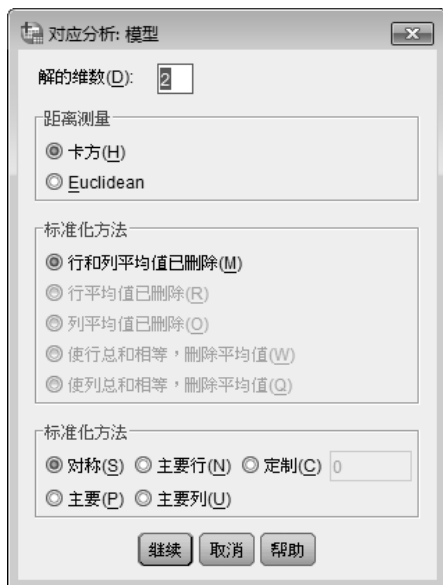 对应分析: 模型
解的维数(D): 2
距离测量
卡方(H)
Euclidean
标准化方法
行和列平均值已删除(M)
行平均值已删除(R)
列平均值已删除(O)
使行总和相等，删除平均值(W)
使列总和相等，删除平均值(Q)
标准化方法
对称(S) 主要行(N) 定制(C) 0
主要(P) 主要列(U)
继续 取消 帮助